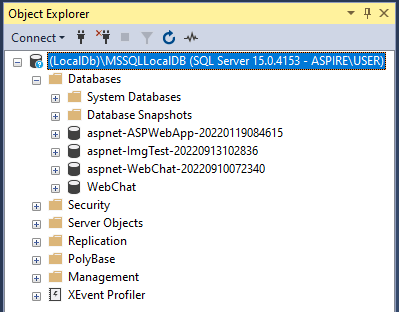 Object Explorer
Connect
(LocalDb)\MSSQLLocalDB (SQL Server 15.0.4153 - ASPIRE\USER)
Databases
System Databases
Database Snapshots
aspnet-ASPWebApp-20220119084615
aspnet-ImgTest-20220913102836
aspnet-WebChat-20220910072340
WebChat
Security
Server Objects
Replication
PolyBase
Management
XEvent Profiler